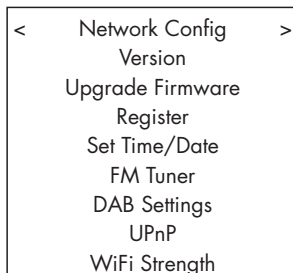 < Network Config >
Version
Upgrade Firmware
Register
Set Time/Date
FM Tuner
DAB Settings
UPnP
WiFi Strength